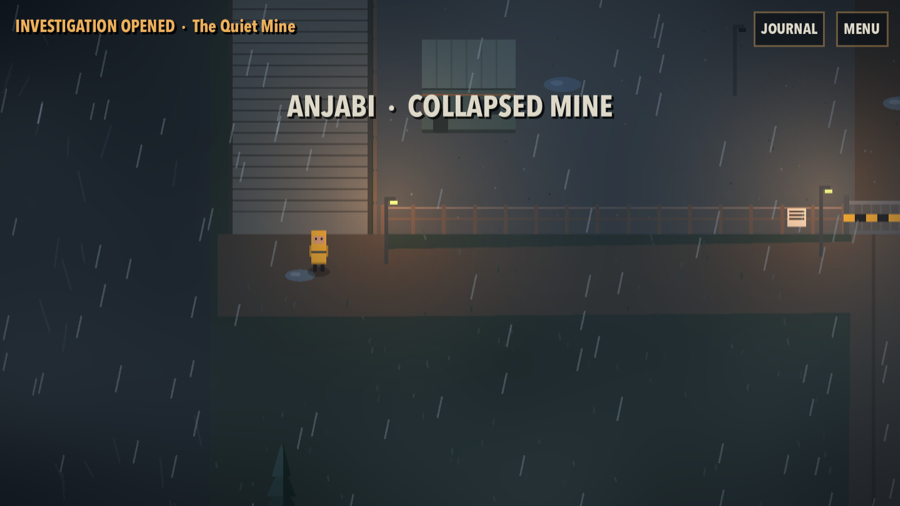 INVESTIGATION OPENED · The Quiet Mine
JOURNAL
MENU
ANJABI · COLLAPSED MINE